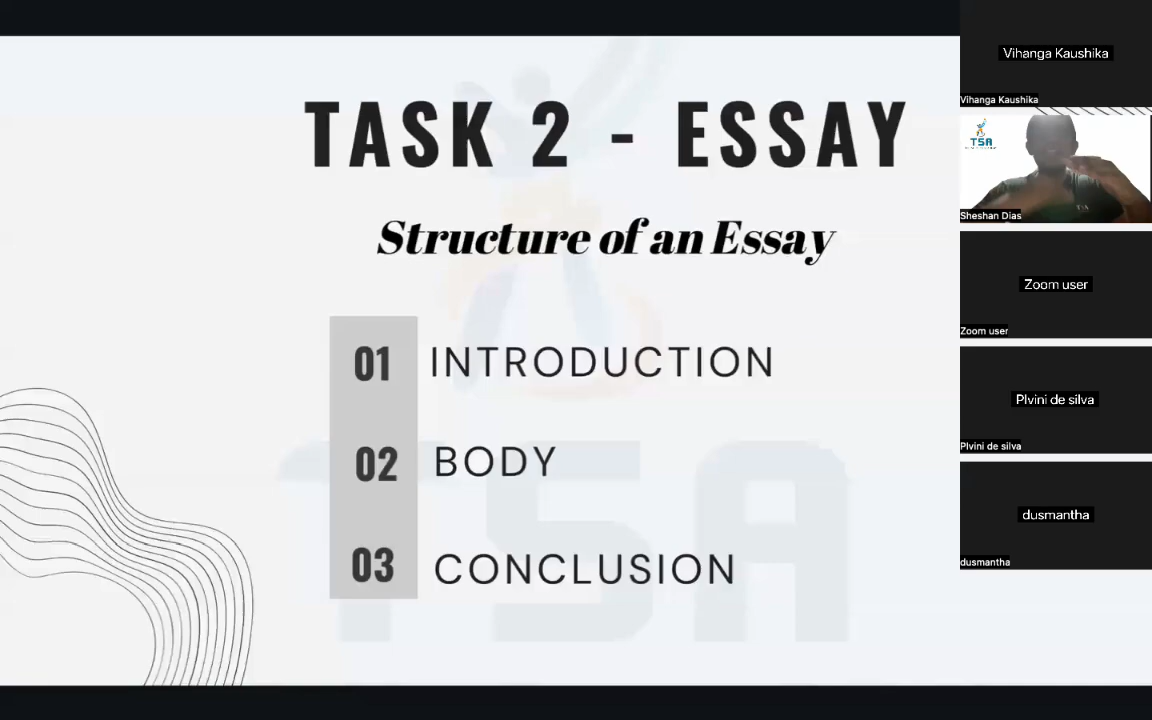 TASK 2 - ESSAY
Structure of an Essay
01 INTRODUCTION
02 BODY
03 CONCLUSION
TSA
Vihanga Kaushika
Vihanga Kaushika
TSA
Sheshan Dias
Zoom user
Zoom user
Plvini de silva
Plvini de silva
dusmantha
dusmantha